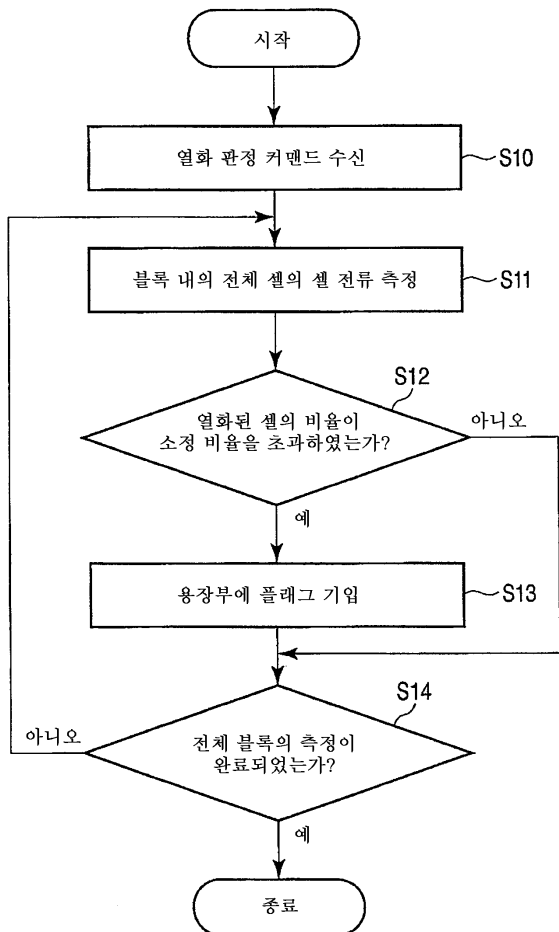 시작
열화 판정 커맨드 수신
S10
블록 내의 전체 셀의 셀 전류 측정
S11
S12
열화된 셀의 비율이
소정 비율을 초과하였는가?
아니오
예
용장부에 플래그 기입
S13
S14
아니오
전체 블록의 측정이
완료되었는가?
예
종료